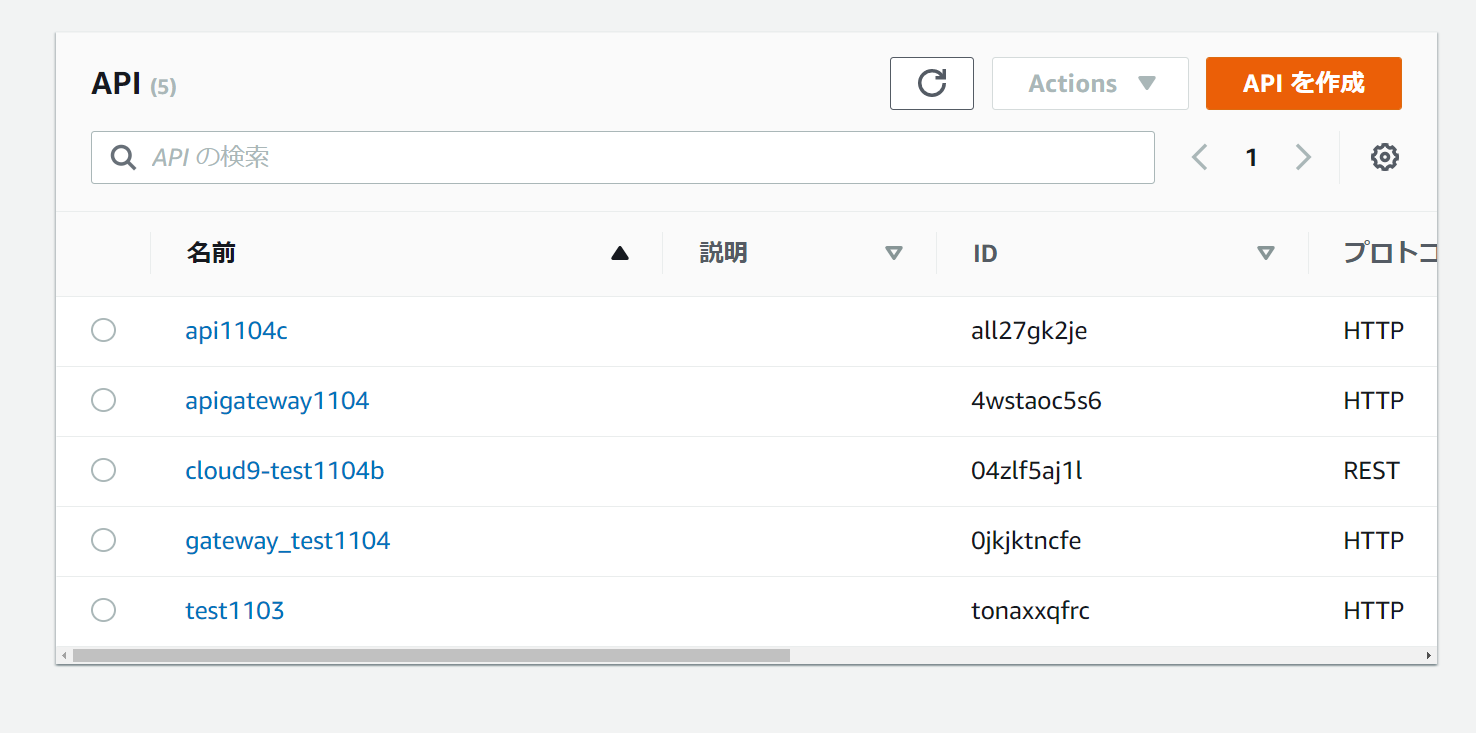 API (5)
Actions
API を作成
API の検索
1
名前
説明
ID
プロトコ
api1104c all27gk2je HTTP
apigateway1104 4wstaoc5s6 HTTP
cloud9-test1104b 04zlf5aj1l REST
gateway_test1104 0jkjktncfe HTTP
test1103 tonaxxqfrc HTTP